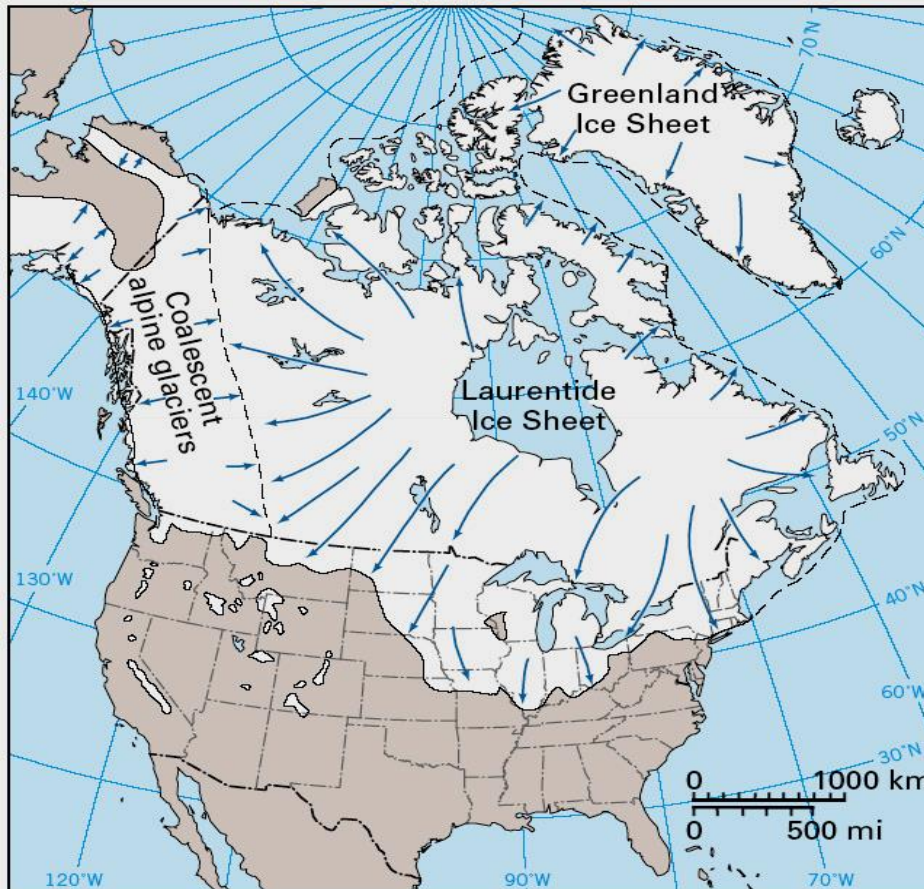 70°N
Greenland
Ice Sheet
60°N
Coalescent
alpine glaciers
140°W
Laurentide
Ice Sheet
50°N
130°W
40°N
60°W
30°N
0 1000 km
0 500 mi
120°W
90°W
70°W